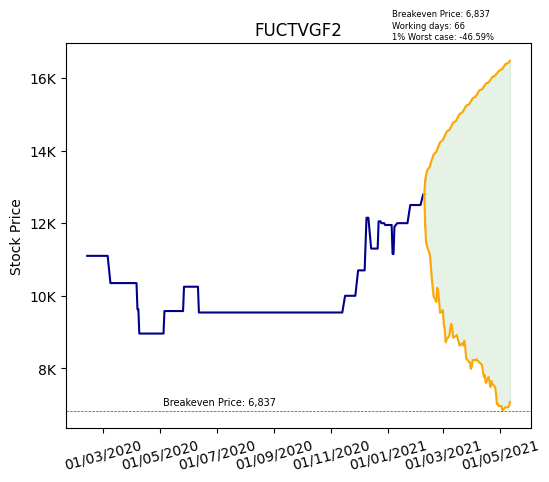 Breakeven Price: 6,837
Working days: 66
1% Worst case: -46.59%
FUCTVGF2
Stock Price
16K
14K
12K
10K
8K
Breakeven Price: 6,837
01/03/2020 01/05/2020 01/07/2020 01/09/2020 01/11/2020 01/01/2021 01/03/2021 01/05/2021